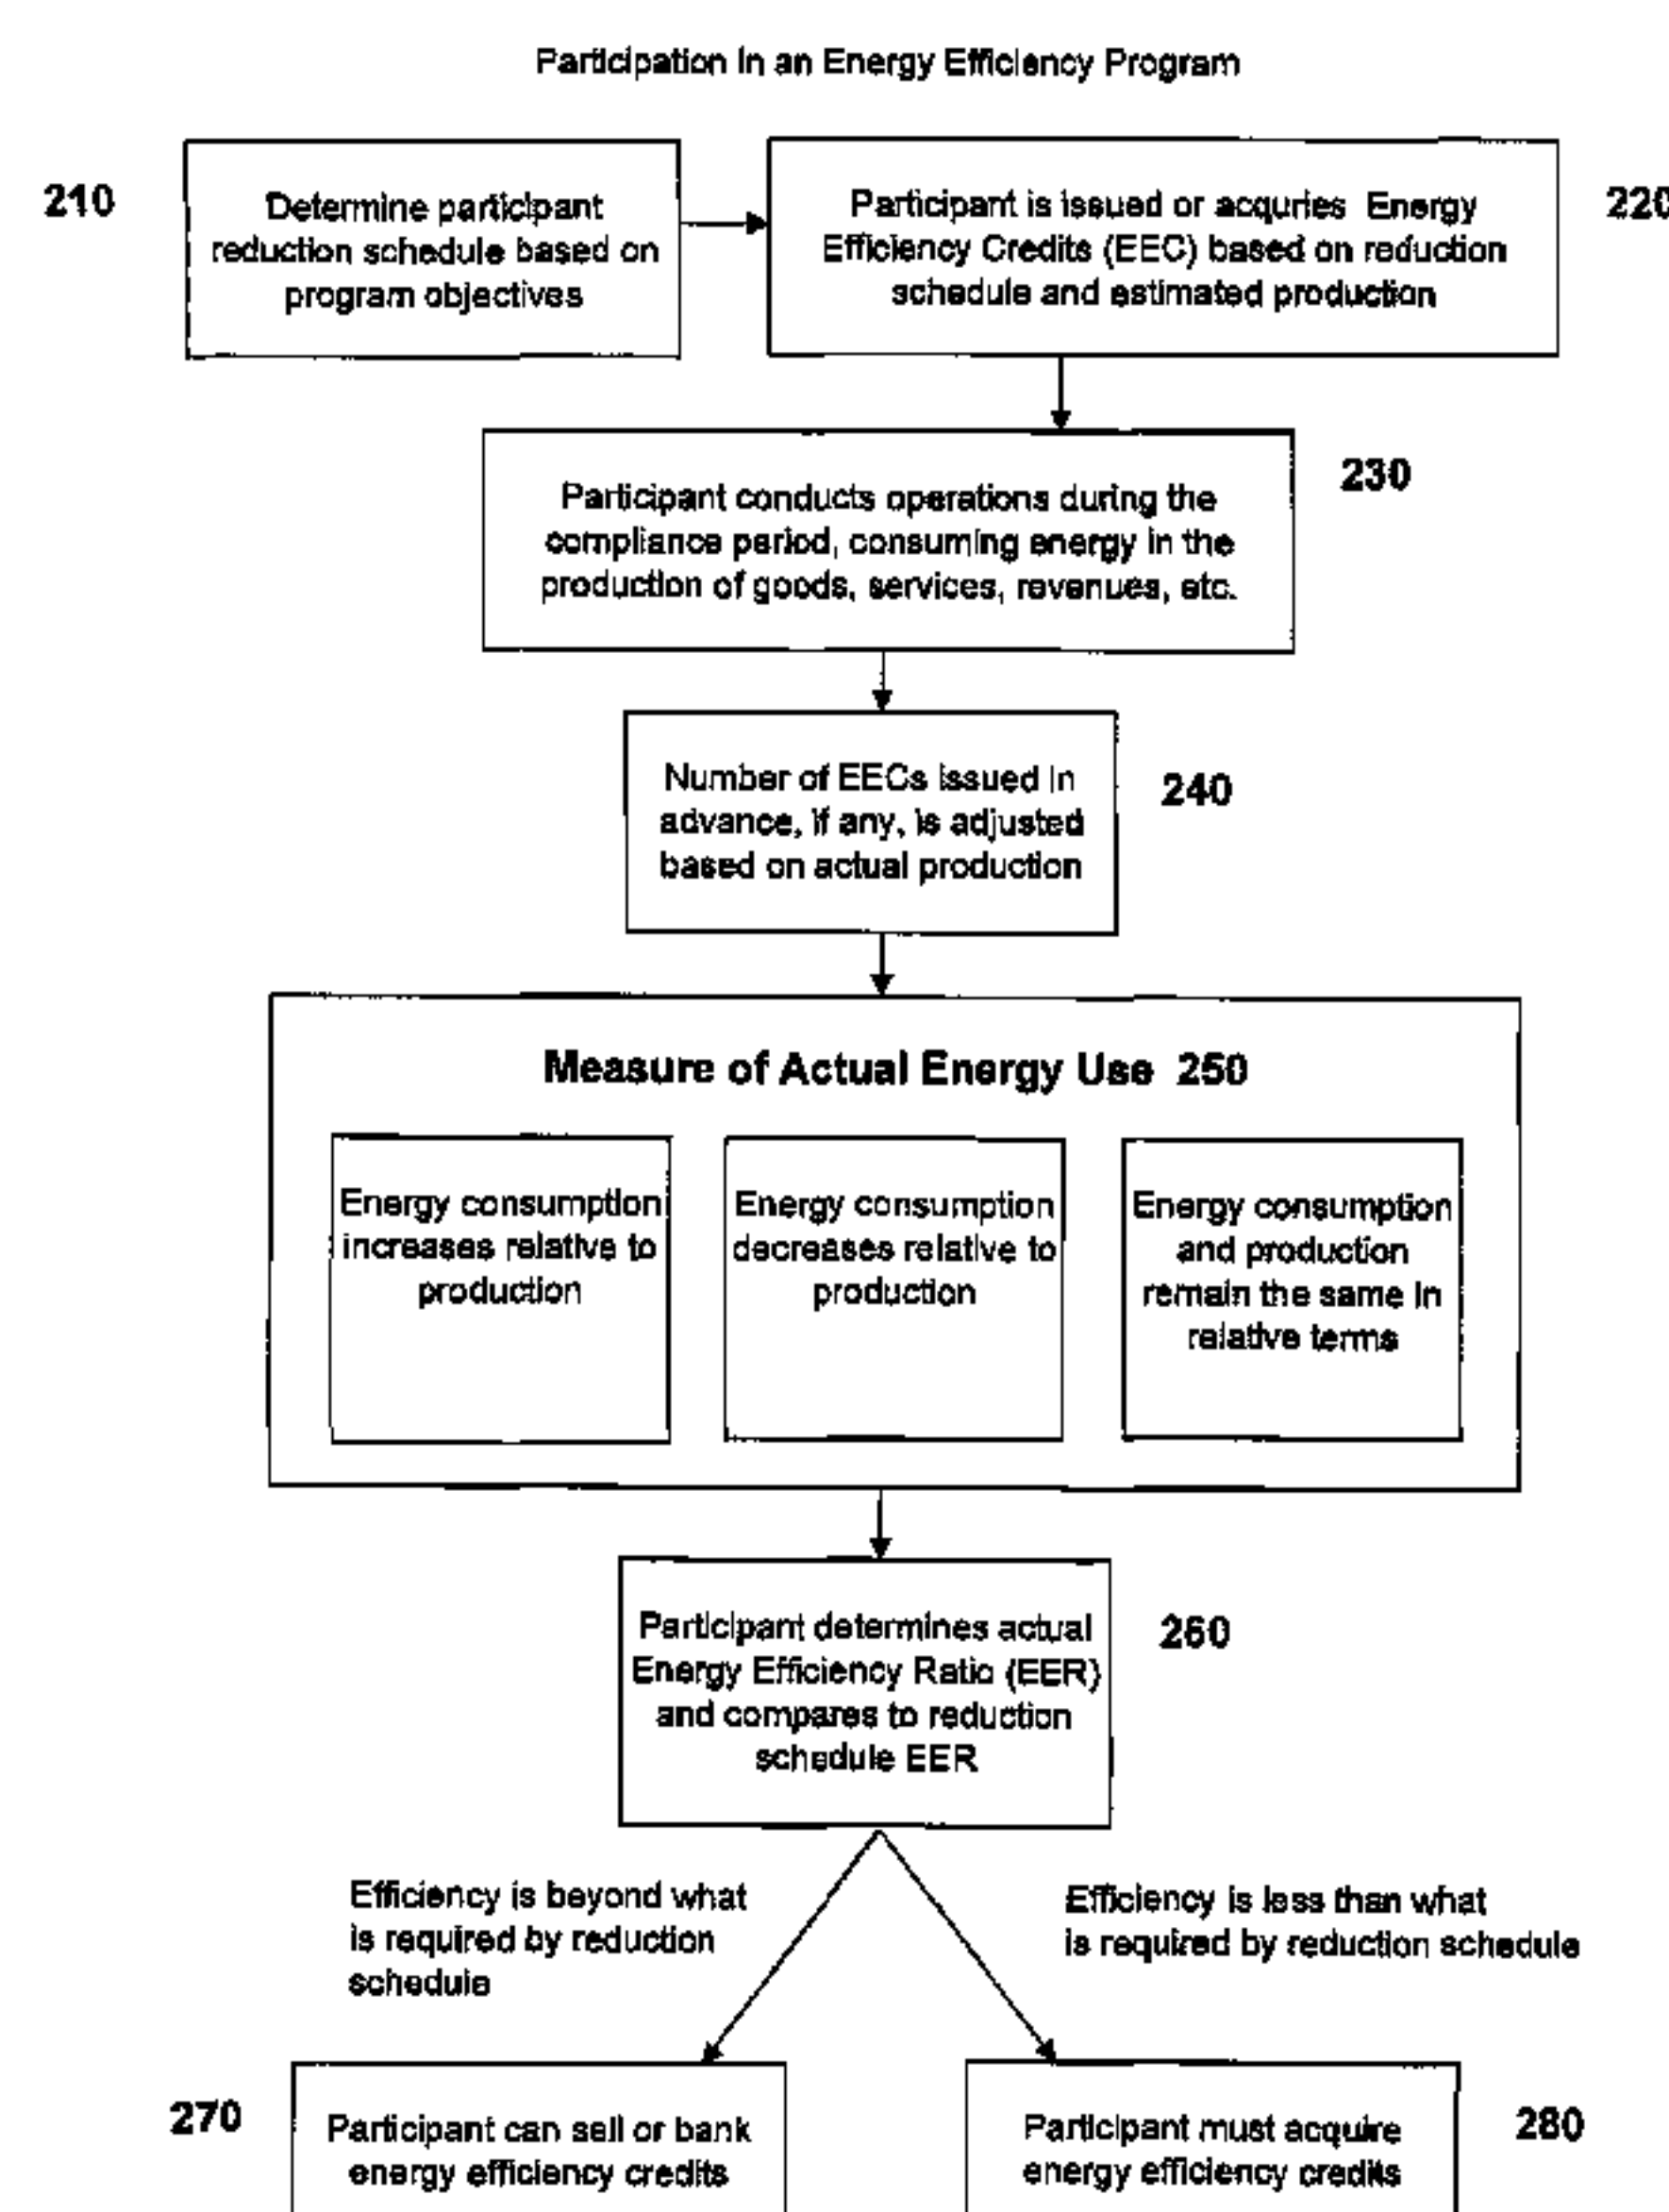 Participation in an Energy Efficiency Program
210
Determine participant
reduction schedule based on
program objectives
Participant is issued or acquries Energy
Efficiency Credits (EEC) based on reduction
schedule and estimated production
220
Participant conducts operations during the
compliance period, consuming energy in the
production of goods, services, revenues, etc.
230
Number of EECs issued in
advance, if any, is adjusted
based on actual production
240
Measure of Actual Energy Use 250
Energy consumption
increases relative to
production
Energy consumption
decreases relative to
production
Energy consumption
and production
remain the same in
relative terms
Participant determines actual
Energy Efficiency Ratio (EER)
and compares to reduction
schedule EER
260
Efficiency is beyond what
is required by reduction
schedule
Efficiency is less than what
is required by reduction schedule
270
Participant can sell or bank
energy efficiency credits
Participant must acquire
energy efficiency credits
280